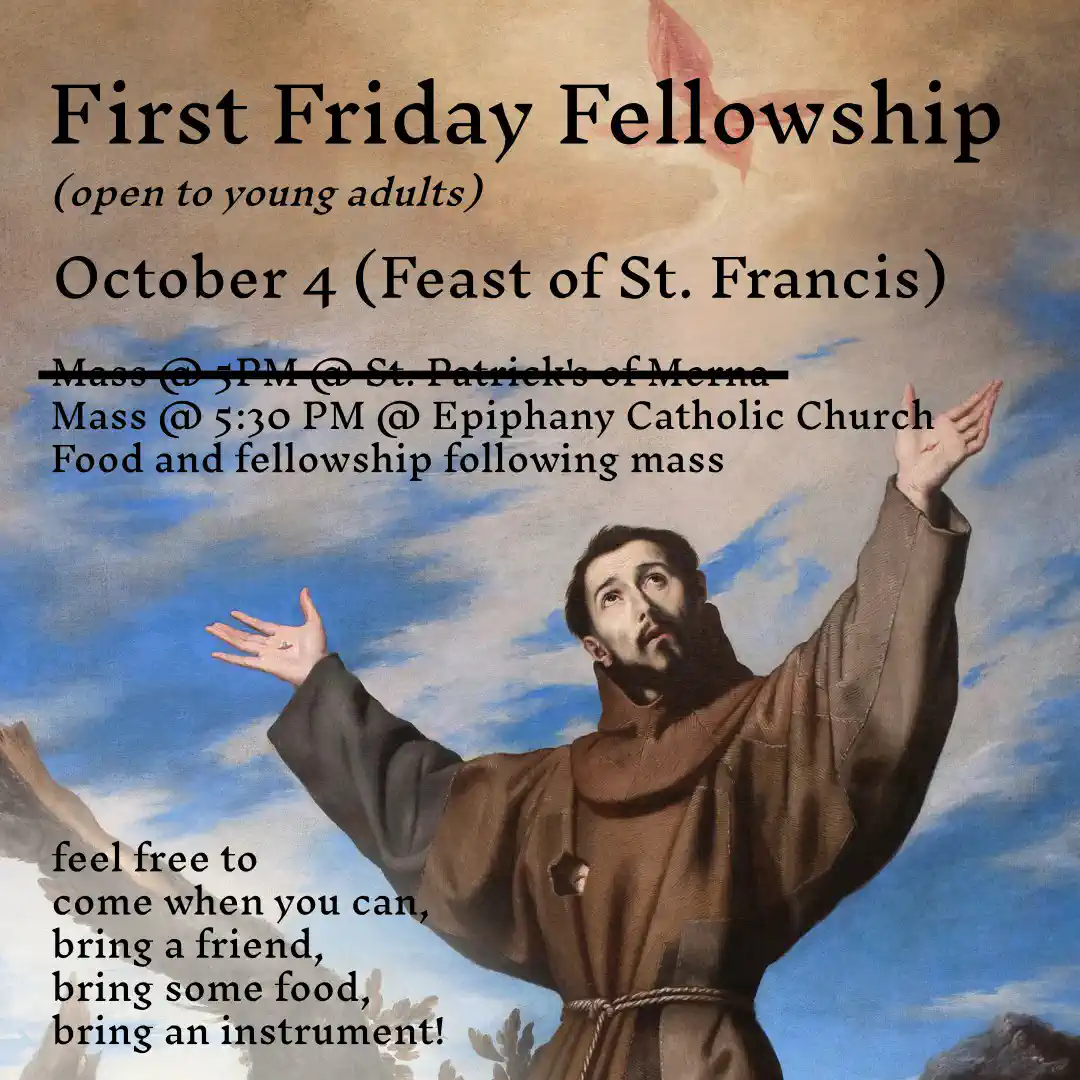 First Friday Fellowship
(open to young adults)
October 4 (Feast of St. Francis)
Mass @ 5PM @ St. Patrick's of Merna
Mass @ 5:30 PM @ Epiphany Catholic Church
Food and fellowship following mass
feel free to
come when you can,
bring a friend,
bring some food,
bring an instrument!